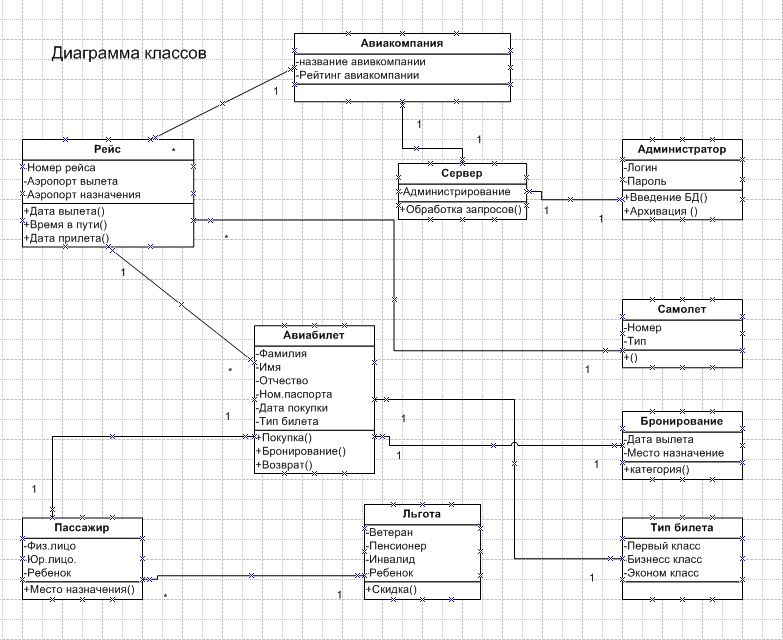 Диаграмма классов
Авиакомпания
-название авивкомпании
-Рейтинг авиакомпании
1
1
1
Рейс
*
-Номер рейса
-Аэропорт вылета
-Аэропорт назначения
+Дата вылета()
+Время в пути()
+Дата прилета()
Сервер
-Администрирование
+Обработка запросов()
1
1
Администратор
-Логин
-Пароль
+Введение БД()
+Архивация ()
*
1
Самолет
-Номер
-Тип
+()
1
Авиабилет
-Фамилия
-Имя
-Отчество
-Ном.паспорта
-Дата покупки
-Тип билета
+Покупка()
+Бронирование()
+Возврат()
*
1
1
1
Бронирование
-Дата вылета
-Место назначение
+категория()
1
1
Пассажир
-Физ.лицо
-Юр.лицо.
-Ребенок
+Место назначения()
*
Льгота
-Ветеран
-Пенсионер
-Инвалид
-Ребенок
+Скидка()
1
Тип билета
-Первый класс
-Бизнесс класс
-Эконом класс
1